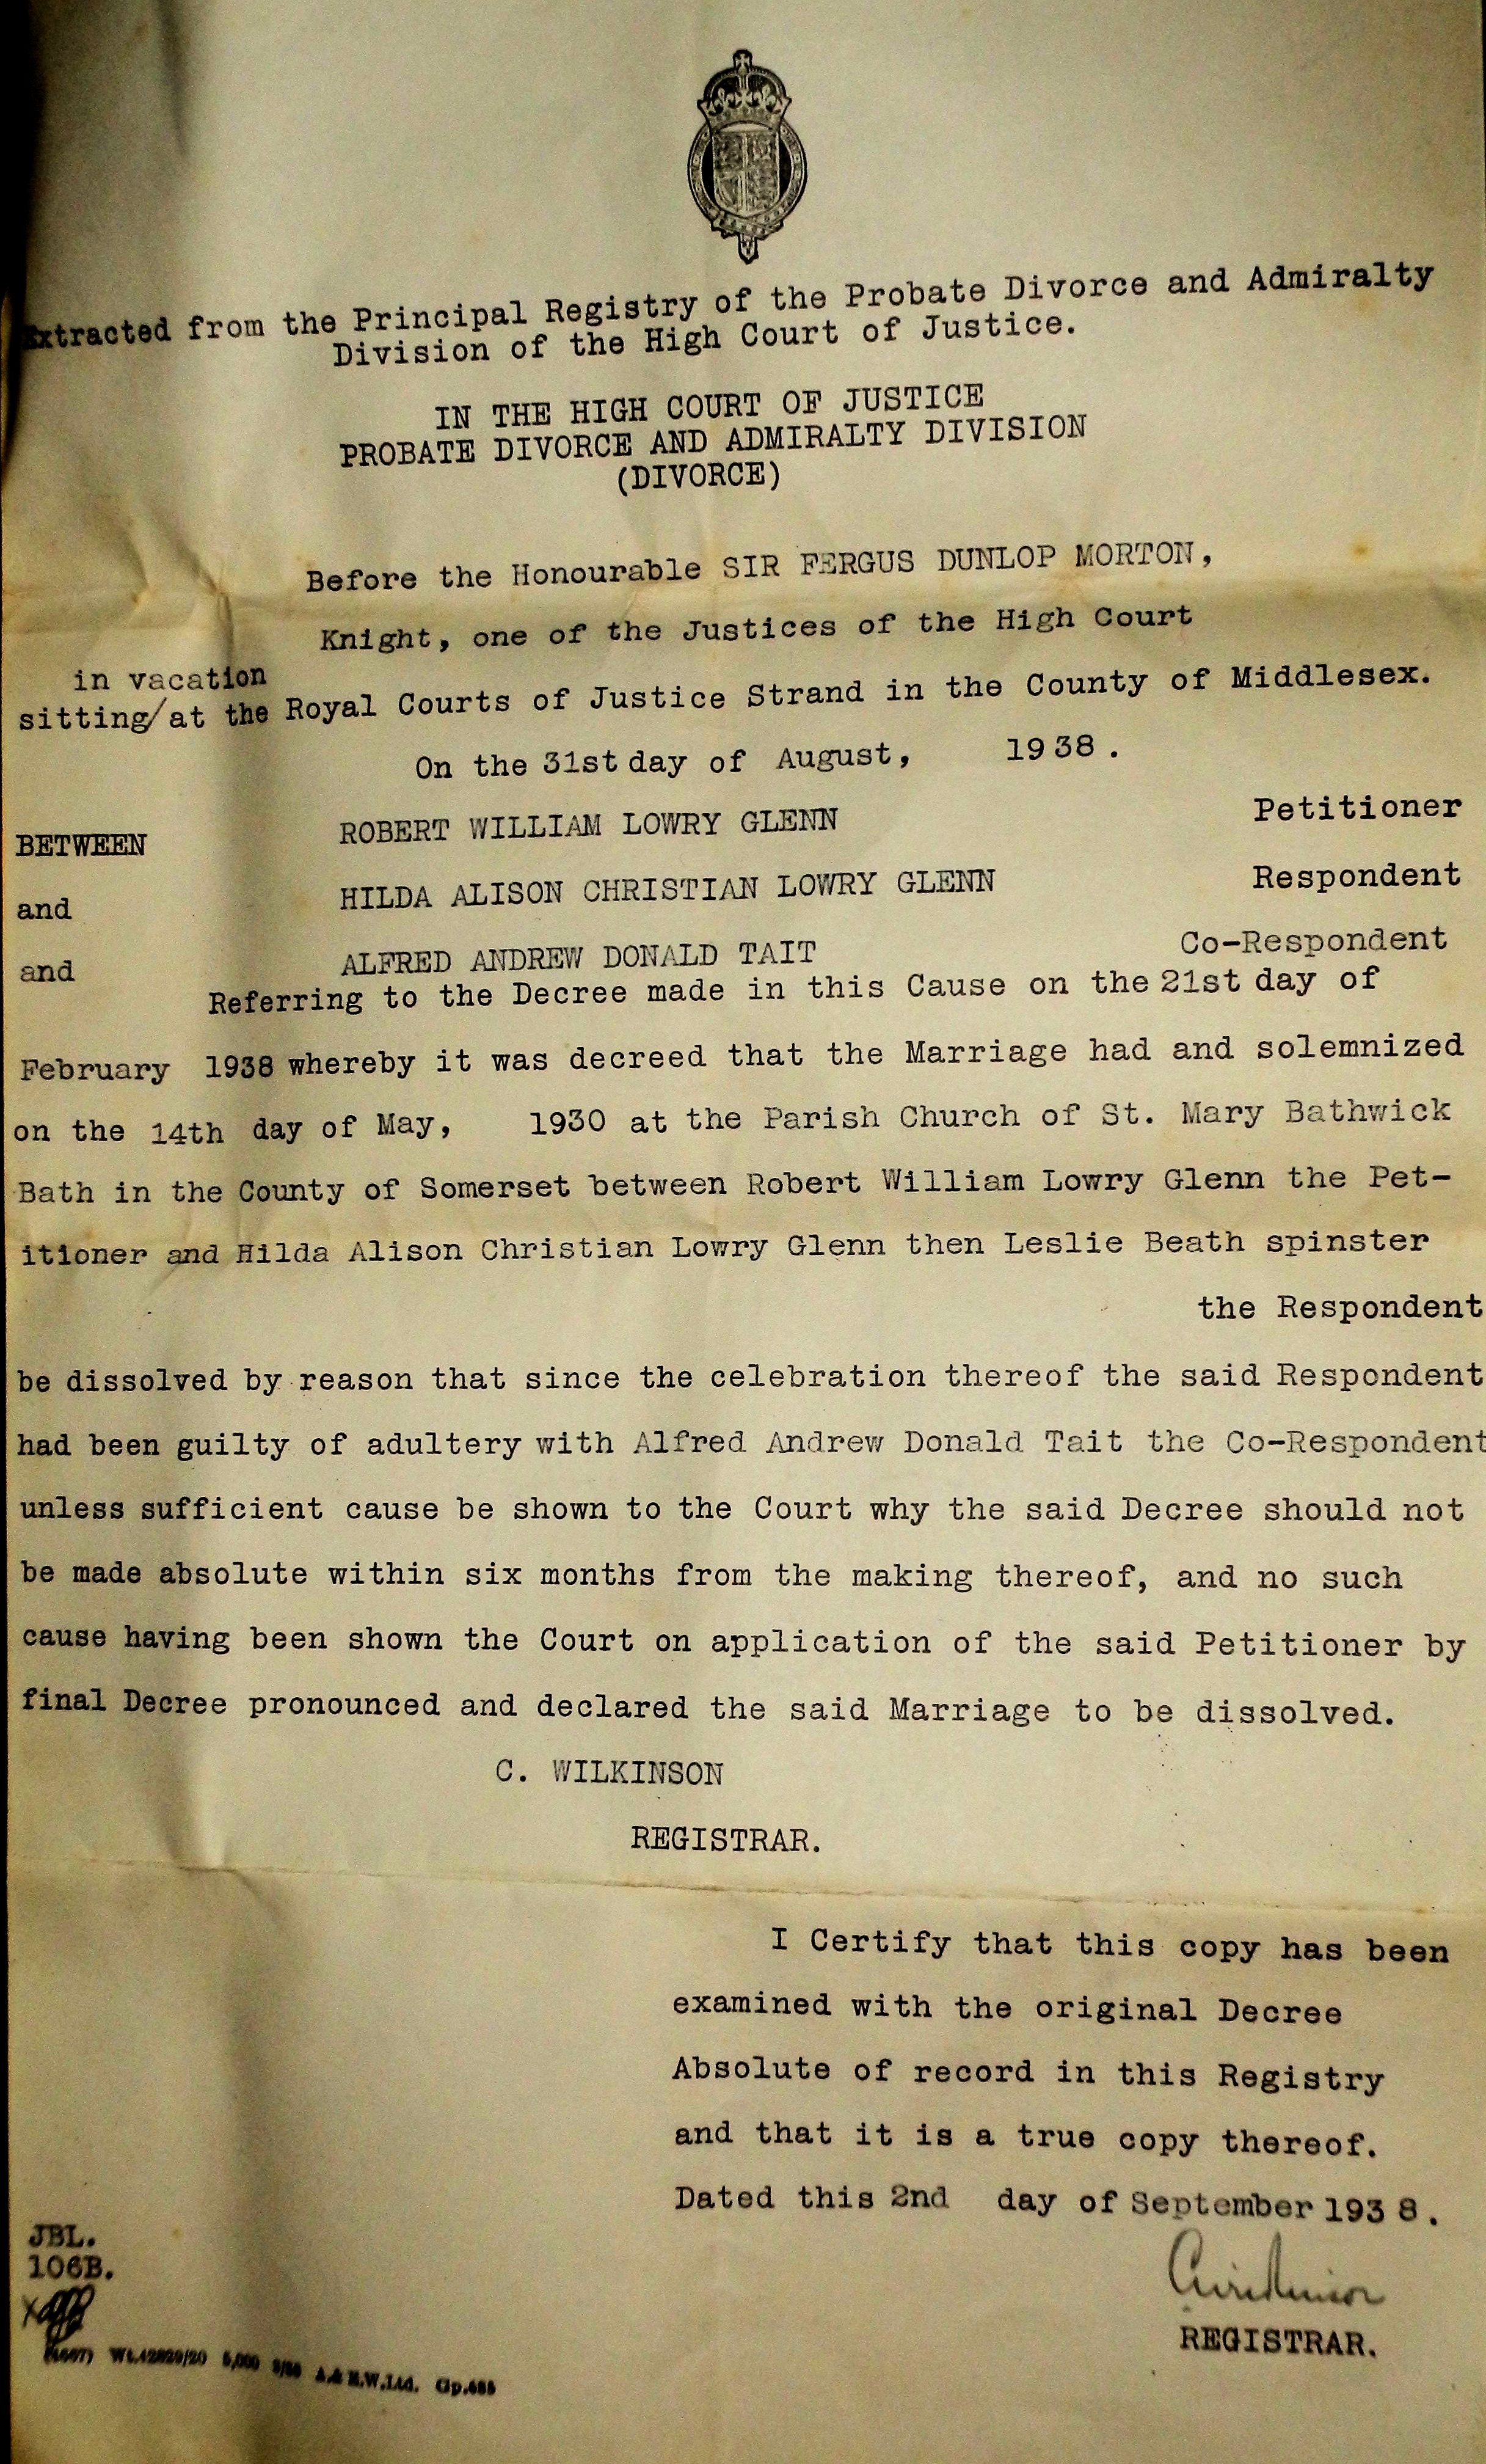 Extracted from the Principal Registry of the Probate Divorce and Admiralty
Division of the High Court of Justice.
IN THE HIGH COURT OF JUSTICE
PROBATE DIVORCE AND ADMIRALTY DIVISION
(DIVORCE)
Before the Honourable SIR FERGUS DUNLOP MORTON,
Knight, one of the Justices of the High Court
in vacation
sitting/at the Royal Courts of Justice Strand in the County of Middlesex.
On the 31st day of August, 1938.
BETWEEN ROBERT WILLIAM LOWRY GLENN Petitioner
and HILDA ALISON CHRISTIAN LOWRY GLENN Respondent
and ALFRED ANDREW DONALD TAIT Co-Respondent
Referring to the Decree made in this Cause on the 21st day of
February 1938 whereby it was decreed that the Marriage had and solemnized
on the 14th day of May, 1930 at the Parish Church of St. Mary Bathwick
Bath in the County of Somerset between Robert William Lowry Glenn the Pet-
itioner and Hilda Alison Christian Lowry Glenn then Leslie Beath spinster
the Respondent
be dissolved by reason that since the celebration thereof the said Respondent
had been guilty of adultery with Alfred Andrew Donald Tait the Co-Respondent
unless sufficient cause be shown to the Court why the said Decree should not
be made absolute within six months from the making thereof, and no such
cause having been shown the Court on application of the said Petitioner by
final Decree pronounced and declared the said Marriage to be dissolved.
C. WILKINSON
REGISTRAR.
I Certify that this copy has been
examined with the original Decree
Absolute of record in this Registry
and that it is a true copy thereof.
Dated this 2nd day of September 1938.
JBL.
106B.
REGISTRAR.